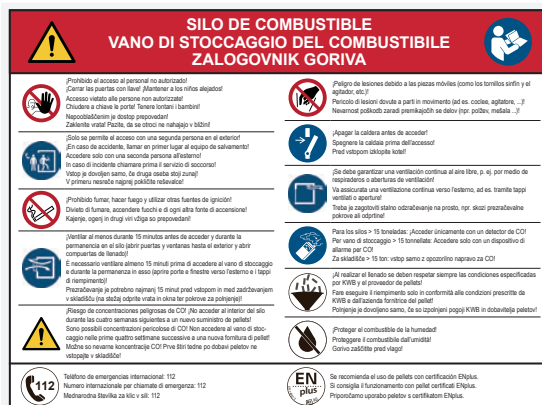 SILO DE COMBUSTIBLE
VANO DI STOCCAGGIO DEL COMBUSTIBILE
ZALOGOVNIK GORIVA
¡Prohibido el acceso al personal no autorizado!
¡Cerrar las puertas con llave! ¡Mantener a los niños alejados!
Accesso vietato alle persone non autorizzate!
Chiudere a chiave le porte! Tenere lontani i bambini!
Nepooblaščenim je dostop prepovedan!
Zaklenite vrata! Pazite, da se otroci ne nahajajo v bližini!
¡Solo se permite el acceso con una segunda persona en el exterior!
¡En caso de accidente, llamar en primer lugar al equipo de salvamento!
Accedere solo con una seconda persona all'esterno!
In caso di incidente chiamare prima il servizio di soccorso!
Vstop je dovoljen samo, če druga oseba stoji zunaj!
V primeru nesreče najprej pokličite reševalce!
¡Prohibido fumar, hacer fuego y utilizar otras fuentes de ignición!
Divieto di fumare, accendere fuochi e di ogni altra fonte di accensione!
Kajenje, ogenj in drugi viri vžiga so prepovedani!
¡Ventilar al menos durante 15 minutos antes de acceder y durante la
permanencia en el silo (abrir puertas y ventanas hasta el exterior y abrir
compuertas de llenado)!
È necessario ventilare almeno 15 minuti prima di accedere al vano di stoccaggio
e durante la permanenza in esso (aprire porte e finestre verso l'esterno e i tappi
di riempimento)!
Prezračevanje je potrebno najmanj 15 minut pred vstopom in med zadrževanjem
v skladišču (na stežaj odprite vrata in okna ter pokrove za polnjenje)!
¡Riesgo de concentraciones peligrosas de CO! ¡No acceder al interior del silo
durante las cuatro semanas siguientes a un nuevo suministro de pellets!
Sono possibili concentrazioni pericolose di CO! Non accedere al vano di stoc-
caggio nelle prime quattro settimane successive a una nuova fornitura di pellet!
Možne so nevarne koncentracije CO! Prve štiri tedne po dobavi peletov ne
vstopajte v skladišče!
112
Teléfono de emergencias internacional: 112
Numero internazionale per chiamate di emergenza: 112
Mednarodna številka za klic v sili: 112
¡Peligro de lesiones debido a las piezas móviles (como los tornillos sinfín y el
agitador, etc.)!
Pericolo di lesioni dovute a parti in movimento (ad es. coclee, agitatore, ...)!
Nevarnost poškodb zaradi premikajočih se delov (npr. polžev, mešala ...)!
¡Apagar la caldera antes de acceder!
Spegnere la caldaia prima dell'accesso!
Pred vstopom izklopite kotel!
¡Se debe garantizar una ventilación continua al aire libre, p. ej. por medio de
respiraderos o aberturas de ventilación!
Va assicurata una ventilazione continua verso l'esterno, ad es. tramite tappi
ventilati o aperture!
Treba je zagotoviti stalno odzračevanje na prosto, npr. skozi prezračevalne
pokrove ali odprtine!
Para los silos > 15 toneladas: ¡Acceder únicamente con un detector de CO!
Per vano di stoccaggio > 15 tonnellate: Accedere solo con un dispositivo di
allarme per CO!
Za skladišče > 15 ton: vstop samo z opozorilno napravo za CO!
¡Al realizar el llenado se deben respetar siempre las condiciones especificadas
por KWB y el proveedor de pellets!
Fare eseguire il riempimento solo in conformità alle condizioni prescritte da
KWB e dall'azienda fornitrice del pellet!
Polnjenje je dovoljeno samo, če so izpolnjeni pogoji KWB in dobavitelja peletov!
¡Proteger el combustible de la humedad!
Proteggere il combustibile dall'umidità!
Gorivo zaščitite pred vlago!
EN
plus
Se recomienda el uso de pellets con certificación ENplus.
Si consiglia il funzionamento con pellet certificati ENplus.
Priporočamo uporabo peletov s certifikatom ENplus.